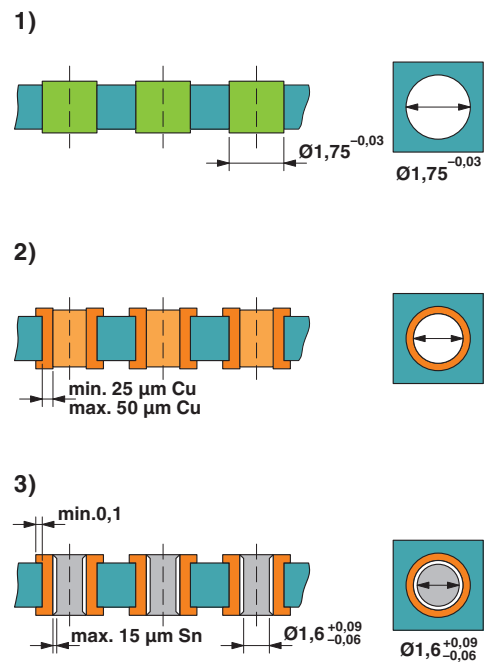 1)
Ø1,75 −0,03
Ø1,75 −0,03
2)
min. 25 µm Cu
max. 50 µm Cu
3)
min.0,1
max. 15 µm Sn
Ø1,6 +0,09 −0,06
Ø1,6 +0,09 −0,06